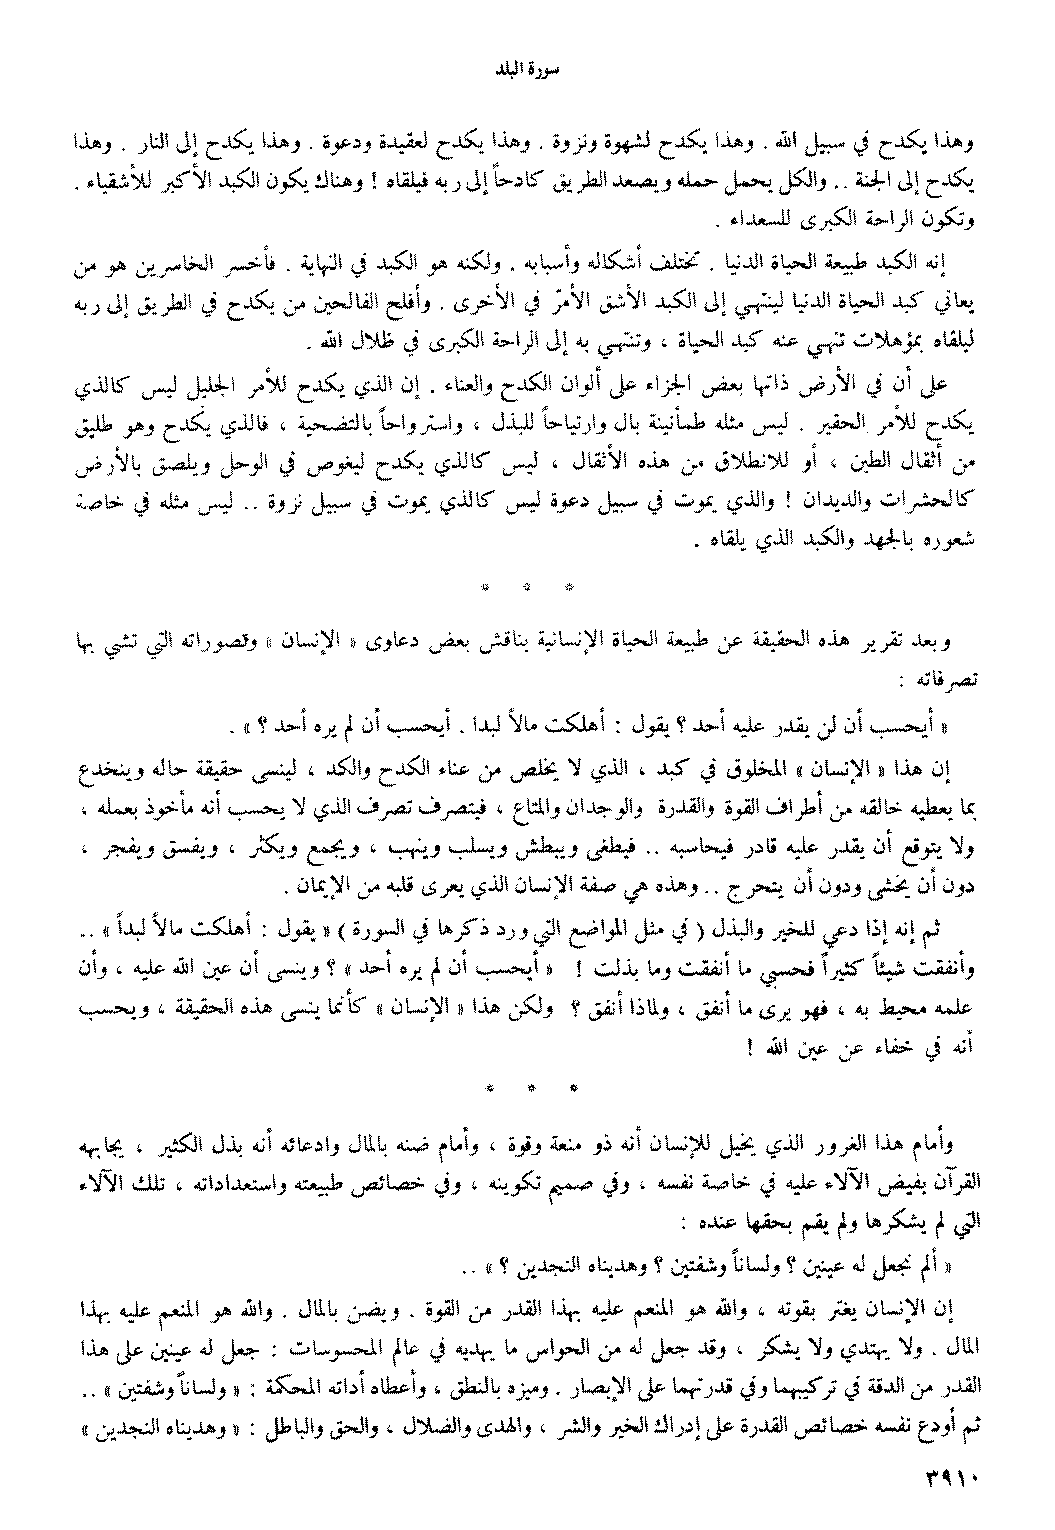 سورة البلد
وهذا يكدح في سبيل الله . وهذا يكدح لشهوة ونزوة . وهذا يكدح لعقيدة ودعوة . وهذا يكدح إلى النار . وهذا
يكدح إلى الجنة .. والكل يحمل حمله ويصعد الطريق كادحاً إلى ربه فيلقاه ! وهناك يكون الكبد الأكبر للأشقياء .
وتكون الراحة الكبرى للسعداء .
إنه الكبد طبيعة الحياة الدنيا . تختلف أشكاله وأسبابه . ولكنه هو الكبد في النهاية . فأخسر الخاسرين هو من
يعاني كبد الحياة الدنيا لينتهي إلى الكبد الأشق الأمرّ في الأخرى . وأفلح الفالحين من يكدح في الطريق إلى ربه
ليلقاه بمؤهلات تنهي عنه كبد الحياة ، وتنتهي به إلى الراحة الكبرى في ظلال الله .
على أن في الأرض ذاتها بعض الجزاء على ألوان الكدح والعناء . إن الذي يكدح للأمر الجليل ليس كالذي
يكدح للأمر الحقير . ليس مثله طمأنينة بال وارتياحاً للبذل ، واسترواحاً بالتضحية ، فالذي يكدح وهو طليق
من أثقال الطين ، أو للانطلاق من هذه الأثقال ، ليس كالذي يكدح ليغوص في الوحل ويلصق بالأرض
كالحشرات والديدان ! والذي يموت في سبيل دعوة ليس كالذي يموت في سبيل نزوة .. ليس مثله في خاصة
شعوره بالجهد والكبد الذي يلقاه .
* * *
وبعد تقرير هذه الحقيقة عن طبيعة الحياة الإنسانية يناقش بعض دعاوى « الإنسان » وتصوراته التي تشي بها
تصرفاته :
« أيحسب أن لن يقدر عليه أحد ؟ يقول : أهلكت مالاً لبدا . أيحسب أن لم يره أحد ؟ » .
إن هذا « الإنسان » المخلوق في كبد ، الذي لا يخلص من عناء الكدح والكد ، لينسى حقيقة حاله وينخدع
بما يعطيه خالقه من أطراف القوة والقدرة والوجدان والمتاع ، فيتصرف تصرف الذي لا يحسب أنه مأخوذ بعمله ،
ولا يتوقع أن يقدر عليه قادر فيحاسبه .. فيطغى ويبطش ويسلب وينهب ، ويجمع ويكثر ، ويفسق ويفجر ،
دون أن يخشى ودون أن يتحرج .. وهذه هي صفة الإنسان الذي يعرى قلبه من الإيمان .
ثم إنه إذا دعي للخير والبذل ( في مثل المواضع التي ورد ذكرها في السورة ) « يقول : أهلكت مالاً لبداً » ..
وأنفقت شيئاً كثيراً فحسبي ما أنفقت وما بذلت ! « أيحسب أن لم يره أحد » ؟ وينسى أن عين الله عليه ، وأن
علمه محيط به ، فهو يرى ما أنفق ، ولماذا أنفق ؟ ولكن هذا « الإنسان » كأنما ينسى هذه الحقيقة ، ويحسب
أنه في خفاء عن عين الله !
* * *
وأمام هذا الغرور الذي يخيل للإنسان أنه ذو منعة وقوة ، وأمام ضنه بالمال وادعائه أنه بذل الكثير ، يجابهه
القرآن بفيض الآلاء عليه في خاصة نفسه ، وفي صميم تكوينه ، وفي خصائص طبيعته واستعداداته ، تلك الآلاء
التي لم يشكرها ولم يقم بحقها عنده :
« ألم نجعل له عينين ؟ ولساناً وشفتين ؟ وهديناه النجدين ؟ » ..
إن الإنسان يغتر بقوته ، والله هو المنعم عليه بهذا القدر من القوة . ويضن بالمال . والله هو المنعم عليه بهذا
المال . ولا يهتدي ولا يشكر ، وقد جعل له من الحواس ما يهديه في عالم المحسوسات : جعل له عينين على هذا
القدر من الدقة في تركيبهما وفي قدرتهما على الإبصار . وميزه بالنطق ، وأعطاه أداته المحكمة : « ولساناً وشفتين » ..
ثم أودع نفسه خصائص القدرة على إدراك الخير والشر ، والهدى والضلال ، والحق والباطل : « وهديناه النجدين »
٣٩١٠